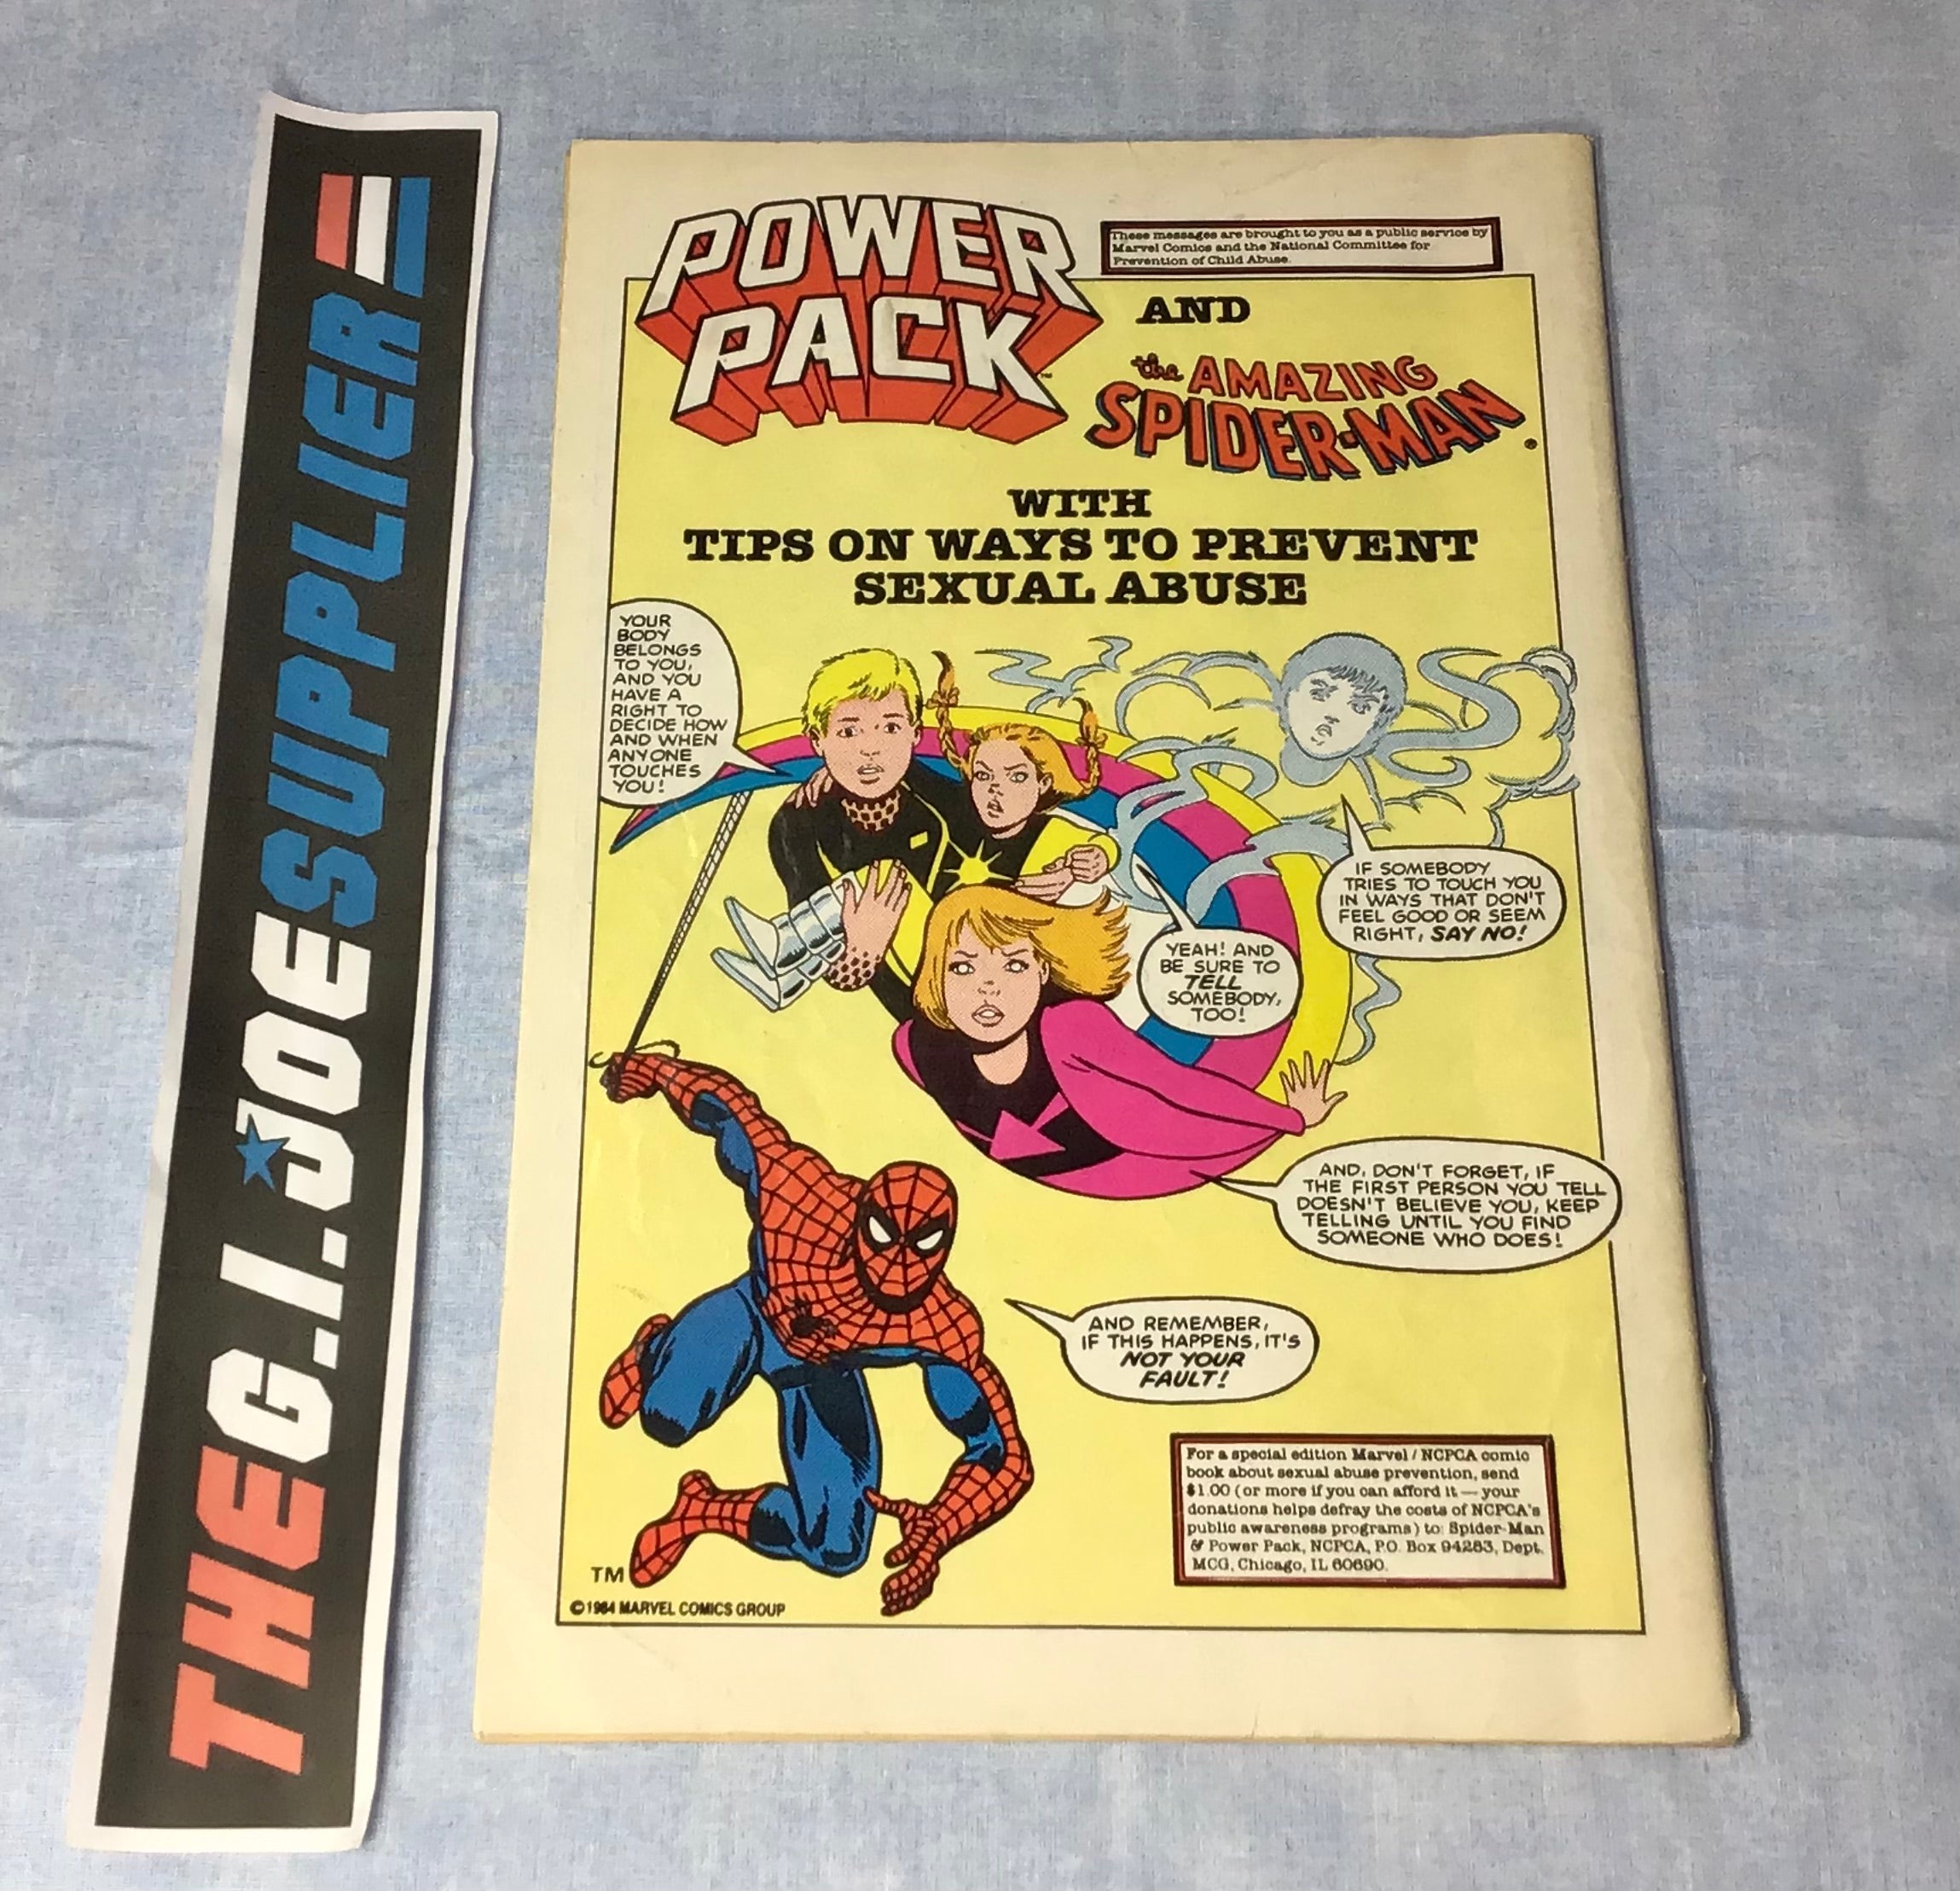 THEG.I.JOESUPPLIER
POWER
PACK
™
These messages are brought to you as a public service by
Marvel Comics and the National Committee for
Prevention of Child Abuse.
AND
the AMAZING
SPIDER-MAN
®
WITH
TIPS ON WAYS TO PREVENT
SEXUAL ABUSE
YOUR
BODY
BELONGS
TO YOU,
AND YOU
HAVE A
RIGHT TO
DECIDE HOW
AND WHEN
ANYONE
TOUCHES
YOU!
IF SOMEBODY
TRIES TO TOUCH YOU
IN WAYS THAT DON'T
FEEL GOOD OR SEEM
RIGHT, SAY NO!
YEAH! AND
BE SURE TO
TELL
SOMEBODY,
TOO!
AND, DON'T FORGET, IF
THE FIRST PERSON YOU TELL
DOESN'T BELIEVE YOU, KEEP
TELLING UNTIL YOU FIND
SOMEONE WHO DOES!
AND REMEMBER,
IF THIS HAPPENS, IT'S
NOT YOUR
FAULT!
For a special edition Marvel / NCPCA comic
book about sexual abuse prevention, send
$1.00 (or more if you can afford it — your
donations helps defray the costs of NCPCA's
public awareness programs) to: Spider-Man
& Power Pack, NCPCA, P.O. Box 94283, Dept.
MCG, Chicago, IL 60690.
TM
©1984 MARVEL COMICS GROUP